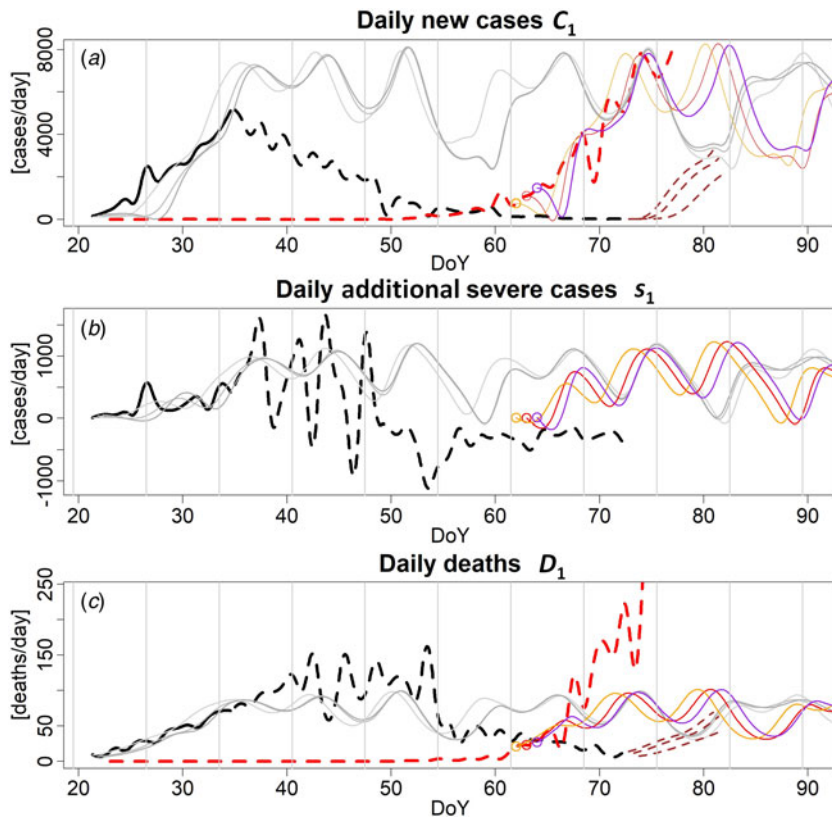 Daily new cases C₁
(a)
[cases/day]
8000
4000
0
20 30 40 50 60 70 80 90
DoY
Daily additional severe cases s₁
(b)
[cases/day]
1000
0
-1000
20 30 40 50 60 70 80 90
DoY
Daily deaths D₁
(c)
[deaths/day]
250
150
50
0
20 30 40 50 60 70 80 90
DoY